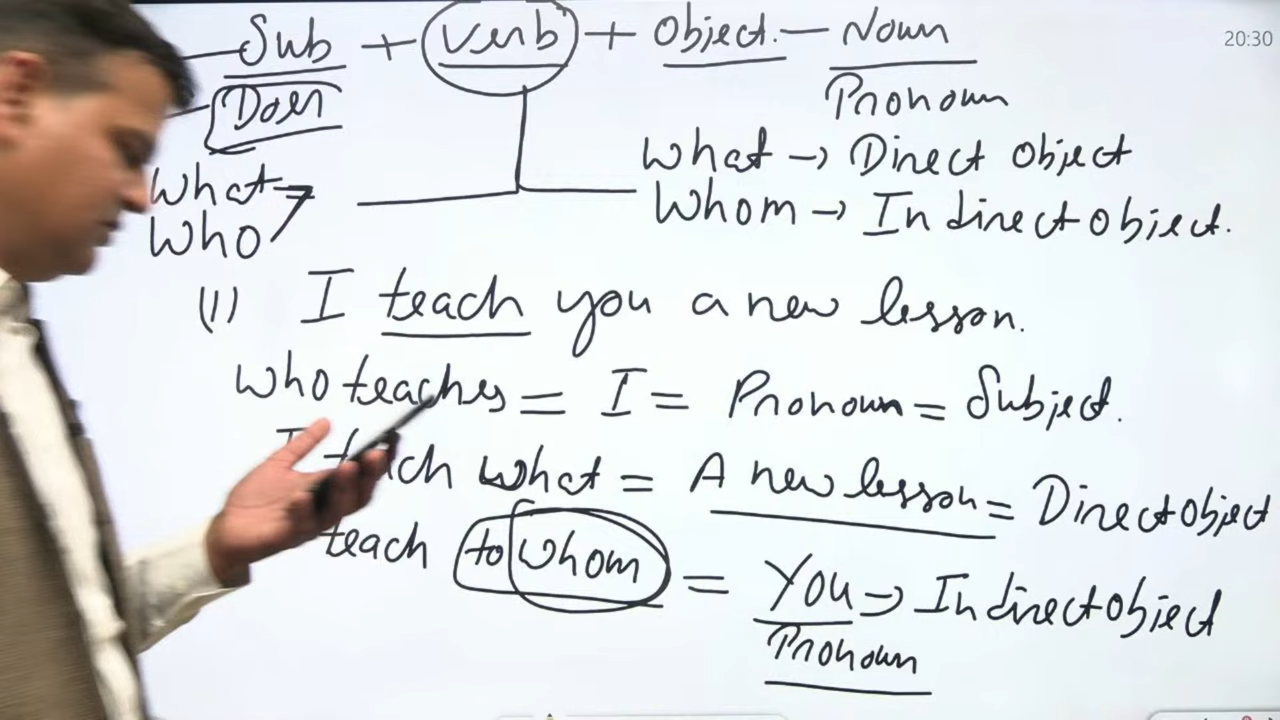 Sub + Verb + Object. — Noun
20:30
Doer
Pronoun
What → Direct object
What
Whom → Indirect object.
Who
(1) I teach you a new lesson.
Who teaches = I = Pronoun = Subject.
I teach what = A new lesson = Direct object
teach to whom = You → Indirect object
Pronoun